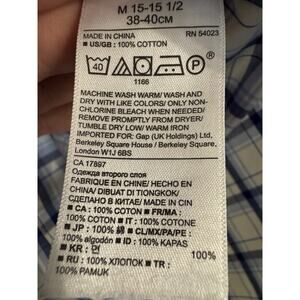 M 15-15 1/2
38-40CM
MADE IN CHINA RN 54023
■ US/GB : 100% COTTON
40
P
1166
MACHINE WASH WARM/ WASH AND
DRY WITH LIKE COLORS/ ONLY NON-
CHLORINE BLEACH WHEN NEEDED/
REMOVE PROMPTLY FROM DRYER/
TUMBLE DRY LOW/ WARM IRON
IMPORTED FOR: Gap (UK Holdings) Ltd.,
Berkeley Square House / Berkeley Square,
London W1J 6BS
CA 17897
Одежда второго слоя
FABRIQUE EN CHINE/ HECHO EN
CHINA/ DIBUAT DI TIONGKOK/
СДЕЛАНО В КИТАЕ/ MADE IN CIN
■ CA : 100% COTON ■ FR : 100%
COTON ■ IT : 100% COTONE
■ JP : 100% 綿 ■ CL/MX/PA/PE :
100% algodón ■ ID : 100% KAPAS
■ KR : 면 100%
■ RU : 100% ХЛОПОК ■ TR :
100% PAMUK